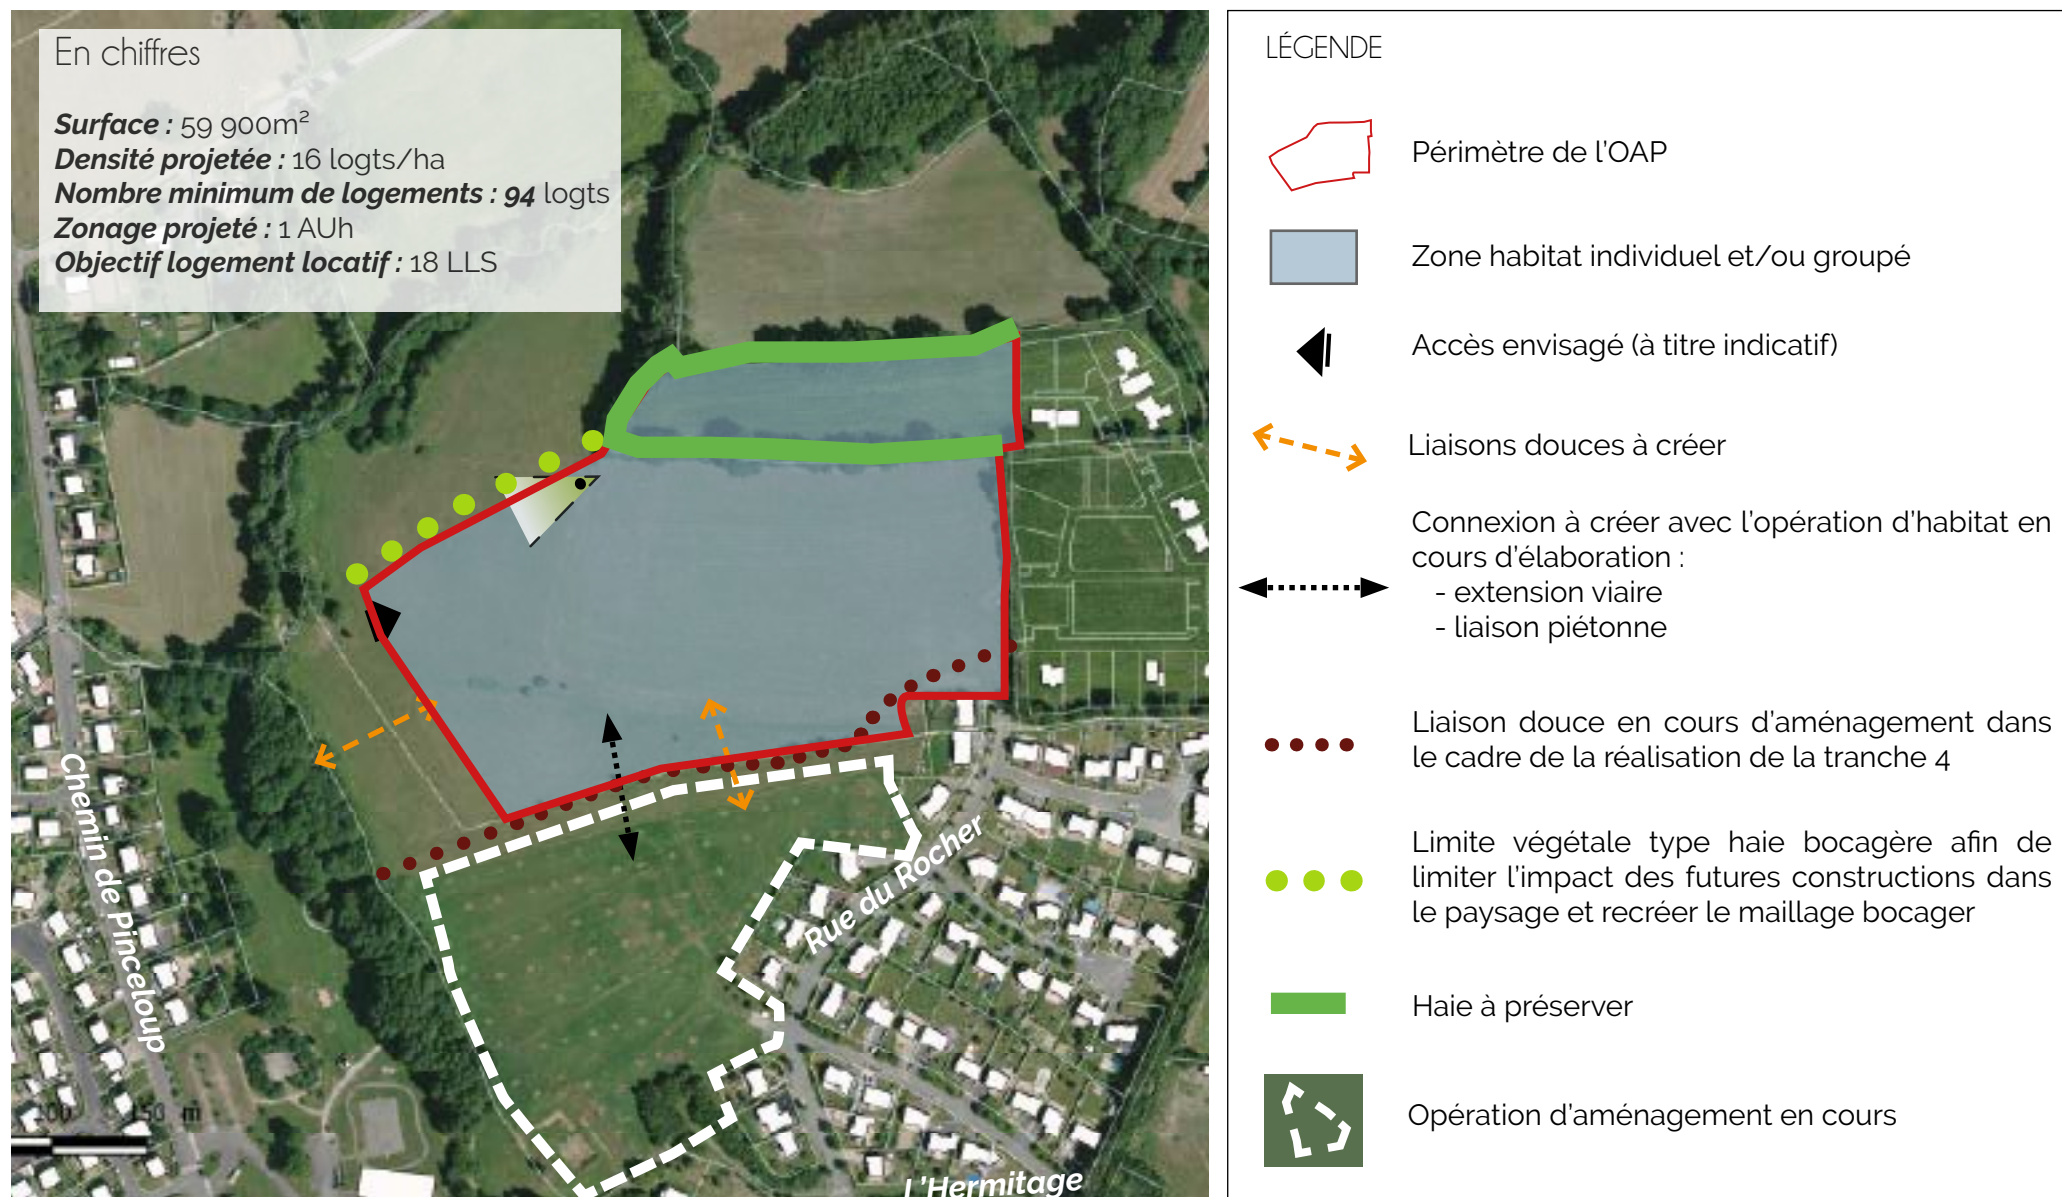 En chiffres
Surface : 59 900m²
Densité projetée : 16 logts/ha
Nombre minimum de logements : 94 logts
Zonage projeté : 1 AUh
Objectif logement locatif : 18 LLS
Chemin de Pinceloup
Rue du Rocher
L'Hermitage
100 150 m
LÉGENDE
Périmètre de l'OAP
Zone habitat individuel et/ou groupé
Accès envisagé (à titre indicatif)
Liaisons douces à créer
Connexion à créer avec l'opération d'habitat en
cours d'élaboration :
- extension viaire
- liaison piétonne
Liaison douce en cours d'aménagement dans
le cadre de la réalisation de la tranche 4
Limite végétale type haie bocagère afin de
limiter l'impact des futures constructions dans
le paysage et recréer le maillage bocager
Haie à préserver
Opération d'aménagement en cours